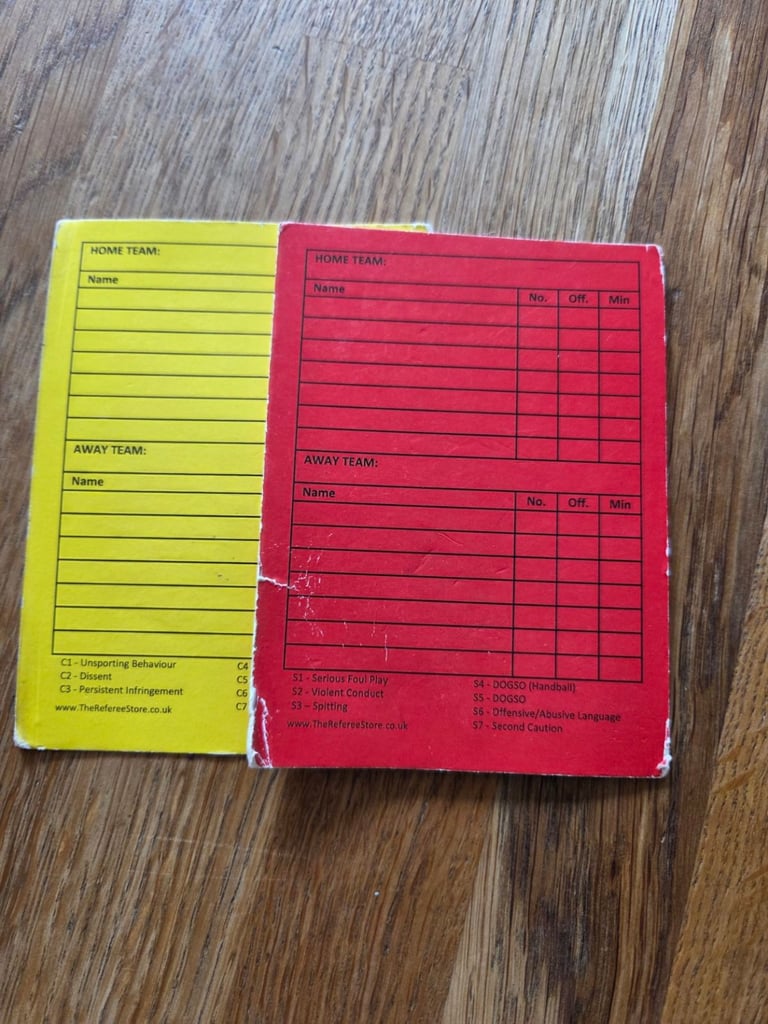 HOME TEAM:
Name
AWAY TEAM:
Name
C1 - Unsporting Behaviour
C2 - Dissent
C3 - Persistent Infringement
www.TheRefereeStore.co.uk
C4
C5
C6
C7
HOME TEAM:
Name No. Off. Min
AWAY TEAM:
Name No. Off. Min
S1 - Serious Foul Play
S2 - Violent Conduct
S3 – Spitting
www.TheRefereeStore.co.uk
S4 - DOGSO (Handball)
S5 - DOGSO
S6 - Offensive/Abusive Language
S7 - Second Caution